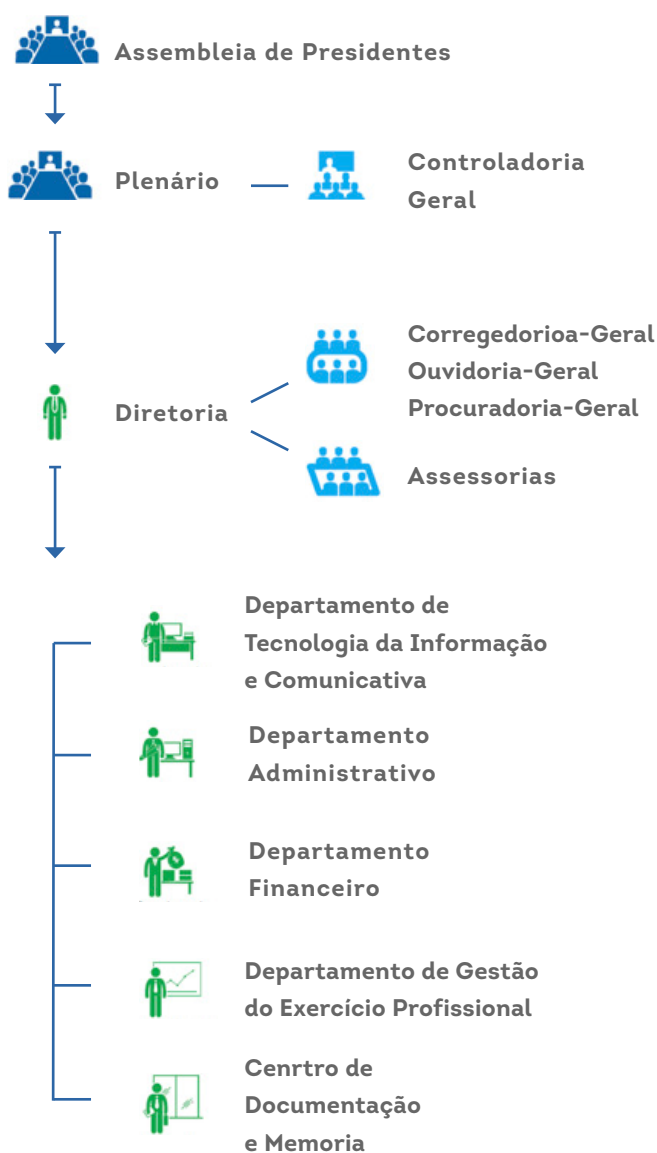 Assembleia de Presidentes
Plenário
Controladoria
Geral
Corregedorioa-Geral
Ouvidoria-Geral
Procuradoria-Geral
Diretoria
Assessorias
Departamento de
Tecnologia da Informação
e Comunicativa
Departamento
Administrativo
Departamento
Financeiro
Departamento de Gestão
do Exercício Profissional
Cenrtro de
Documentação
e Memoria